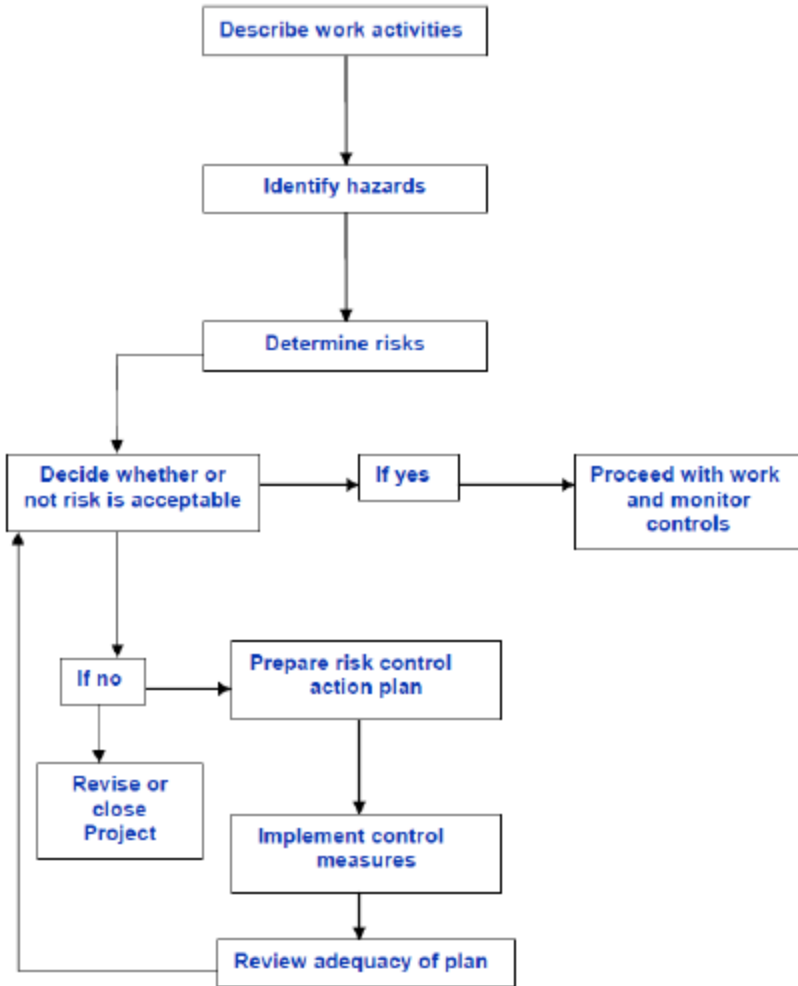 Describe work activities
Identify hazards
Determine risks
Decide whether or
not risk is acceptable
If yes
Proceed with work
and monitor
controls
If no
Prepare risk control
action plan
Revise or
close
Project
Implement control
measures
Review adequacy of plan